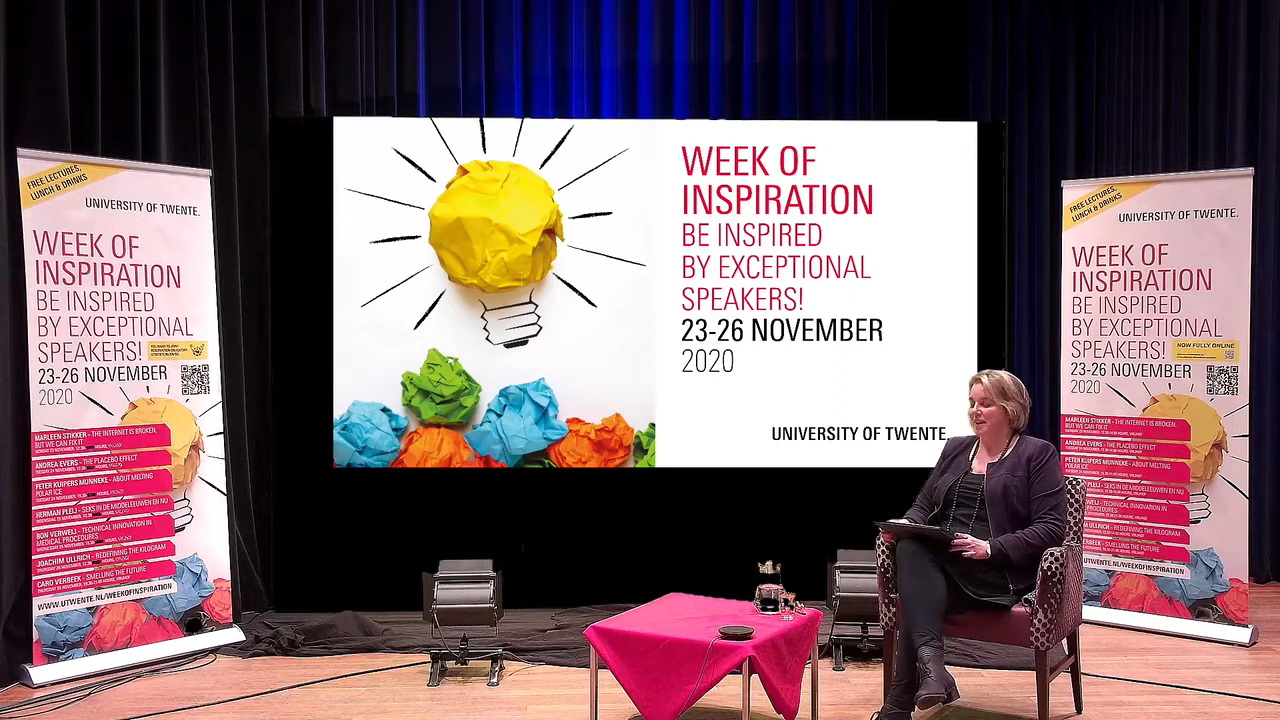 FREE LECTURES,
LUNCH & DRINKS
UNIVERSITY OF TWENTE.
WEEK OF
INSPIRATION
BE INSPIRED
BY EXCEPTIONAL
SPEAKERS!
23-26 NOVEMBER
2020
MARLEEN STIKKER - THE INTERNET IS BROKEN,
BUT WE CAN FIX IT
ANDREA EVERS - THE PLACEBO EFFECT
PETER KUIPERS MUNNEKE - ABOUT MELTING
POLAR ICE
HERMAN PLEIJ - SEKS IN DE MIDDELEEUWEN EN NU
BON VERWEIJ - TECHNICAL INNOVATION IN
MEDICAL PROCEDURES
JOACHIM ULLRICH - REDEFINING THE KILOGRAM
CARO VERBEEK - SMELLING THE FUTURE
WWW.UTWENTE.NL/WEEKOFINSPIRATION
WEEK OF
INSPIRATION
BE INSPIRED
BY EXCEPTIONAL
SPEAKERS!
23-26 NOVEMBER
2020
UNIVERSITY OF TWENTE.
FREE LECTURES,
LUNCH & DRINKS
UNIVERSITY OF TWENTE.
WEEK OF
INSPIRATION
BE INSPIRED
BY EXCEPTIONAL
SPEAKERS!
NOW FULLY ONLINE
23-26 NOVEMBER
2020
MARLEEN STIKKER - THE INTERNET IS BROKEN,
BUT WE CAN FIX IT
ANDREA EVERS - THE PLACEBO EFFECT
PETER KUIPERS MUNNEKE - ABOUT MELTING
POLAR ICE
PLEIJ - SEKS IN DE MIDDELEEUWEN EN NU
- TECHNICAL INNOVATION IN
PROCEDURES
ULLRICH - REDEFINING THE KILOGRAM
- SMELLING THE FUTURE
.UTWENTE.NL/WEEKOFINSPIRATION